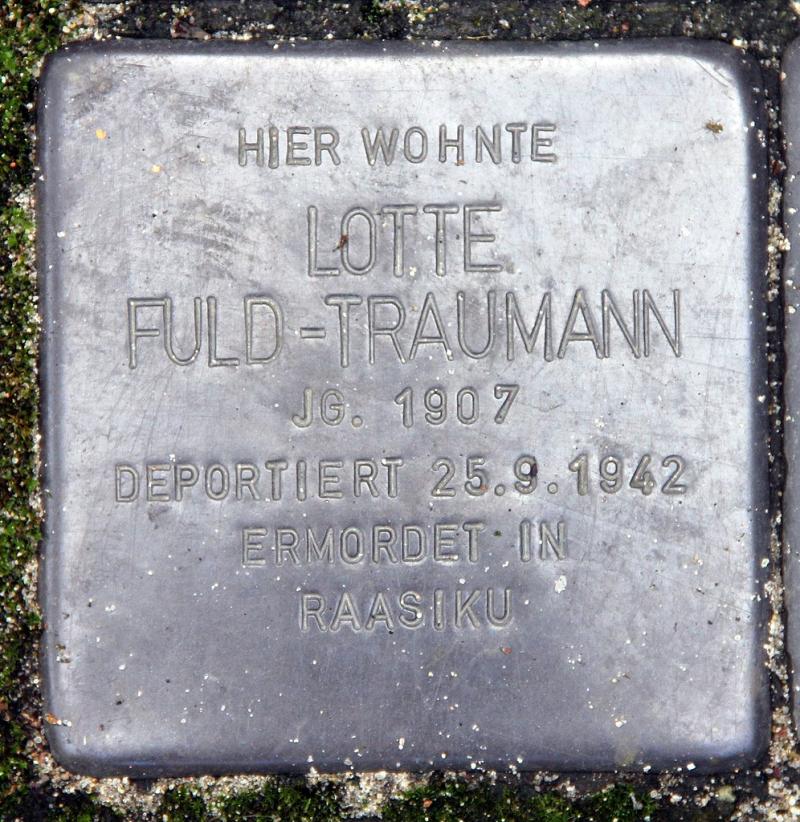 HIER WOHNTE
LOTTE
FULD-TRAUMANN
JG. 1907
DEPORTIERT 25.9.1942
ERMORDET IN
RAASIKU